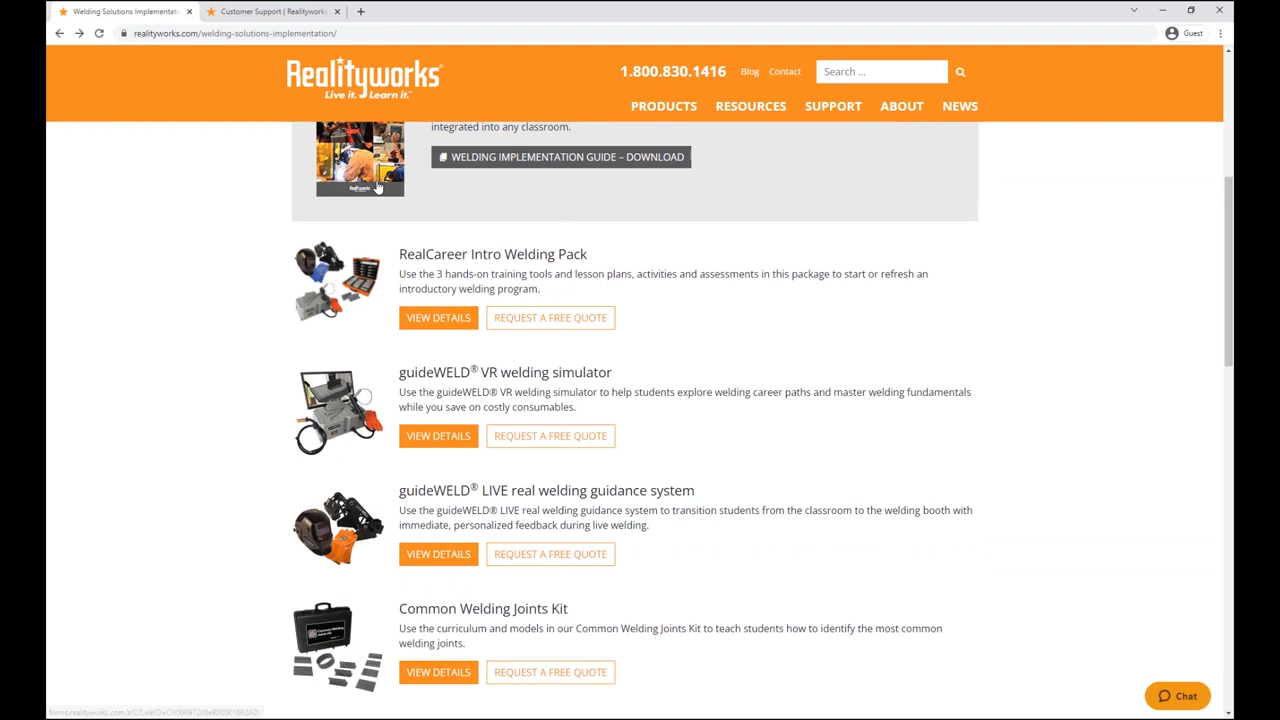 Welding Solutions Implementati
Customer Support | Realityworks
realityworks.com/welding-solutions-implementation/
Guest
Realityworks
Live it. Learn it.™
1.800.830.1416
Blog
Contact
Search ...
PRODUCTS
RESOURCES
SUPPORT
ABOUT
NEWS
integrated into any classroom.
WELDING IMPLEMENTATION GUIDE – DOWNLOAD
RealCareer Intro Welding Pack
Use the 3 hands-on training tools and lesson plans, activities and assessments in this package to start or refresh an
introductory welding program.
VIEW DETAILS
REQUEST A FREE QUOTE
guideWELD® VR welding simulator
Use the guideWELD® VR welding simulator to help students explore welding career paths and master welding fundamentals
while you save on costly consumables.
VIEW DETAILS
REQUEST A FREE QUOTE
guideWELD® LIVE real welding guidance system
Use the guideWELD® LIVE real welding guidance system to transition students from the classroom to the welding booth with
immediate, personalized feedback during live welding.
VIEW DETAILS
REQUEST A FREE QUOTE
Common Welding Joints Kit
Use the curriculum and models in our Common Welding Joints Kit to teach students how to identify the most common
welding joints.
VIEW DETAILS
REQUEST A FREE QUOTE
Chat